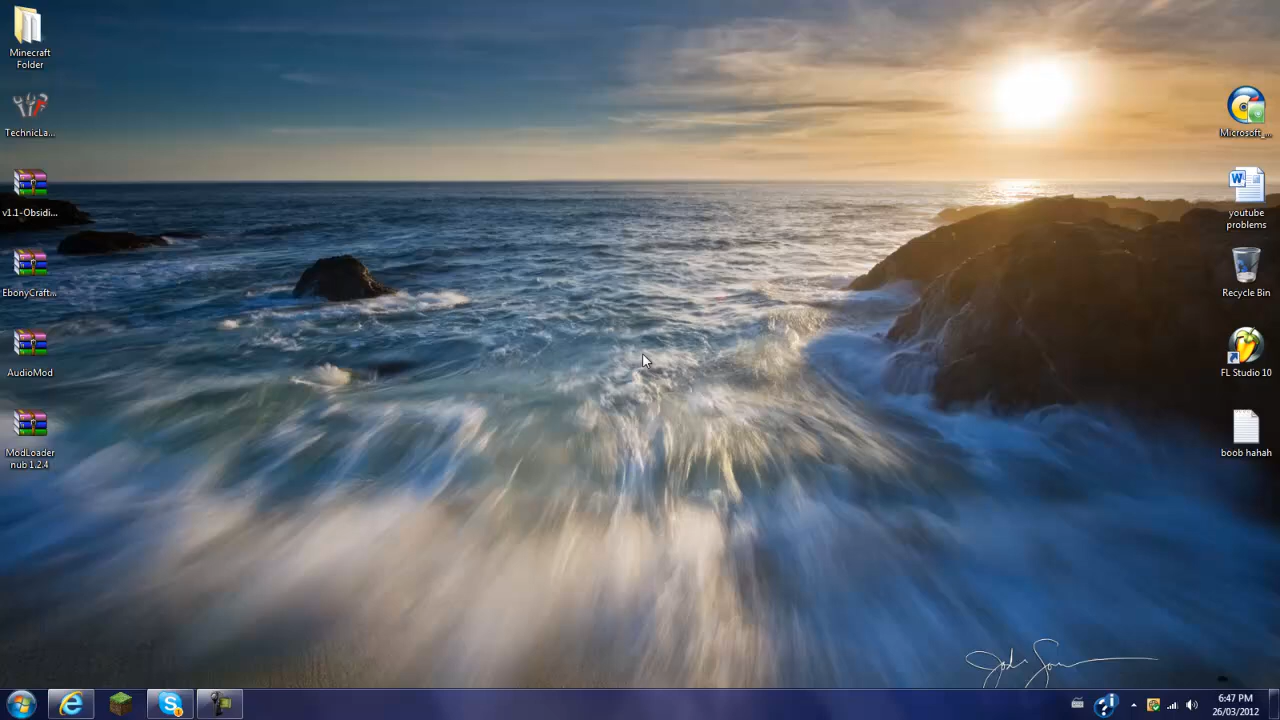 Minecraft
Folder
TechnicLa...
v1.1-Obsidi...
EbonyCraft...
AudioMod
ModLoader
nub 1.2.4
Microsoft_...
youtube
problems
Recycle Bin
FL Studio 10
boob hahah
6:47 PM
26/03/2012